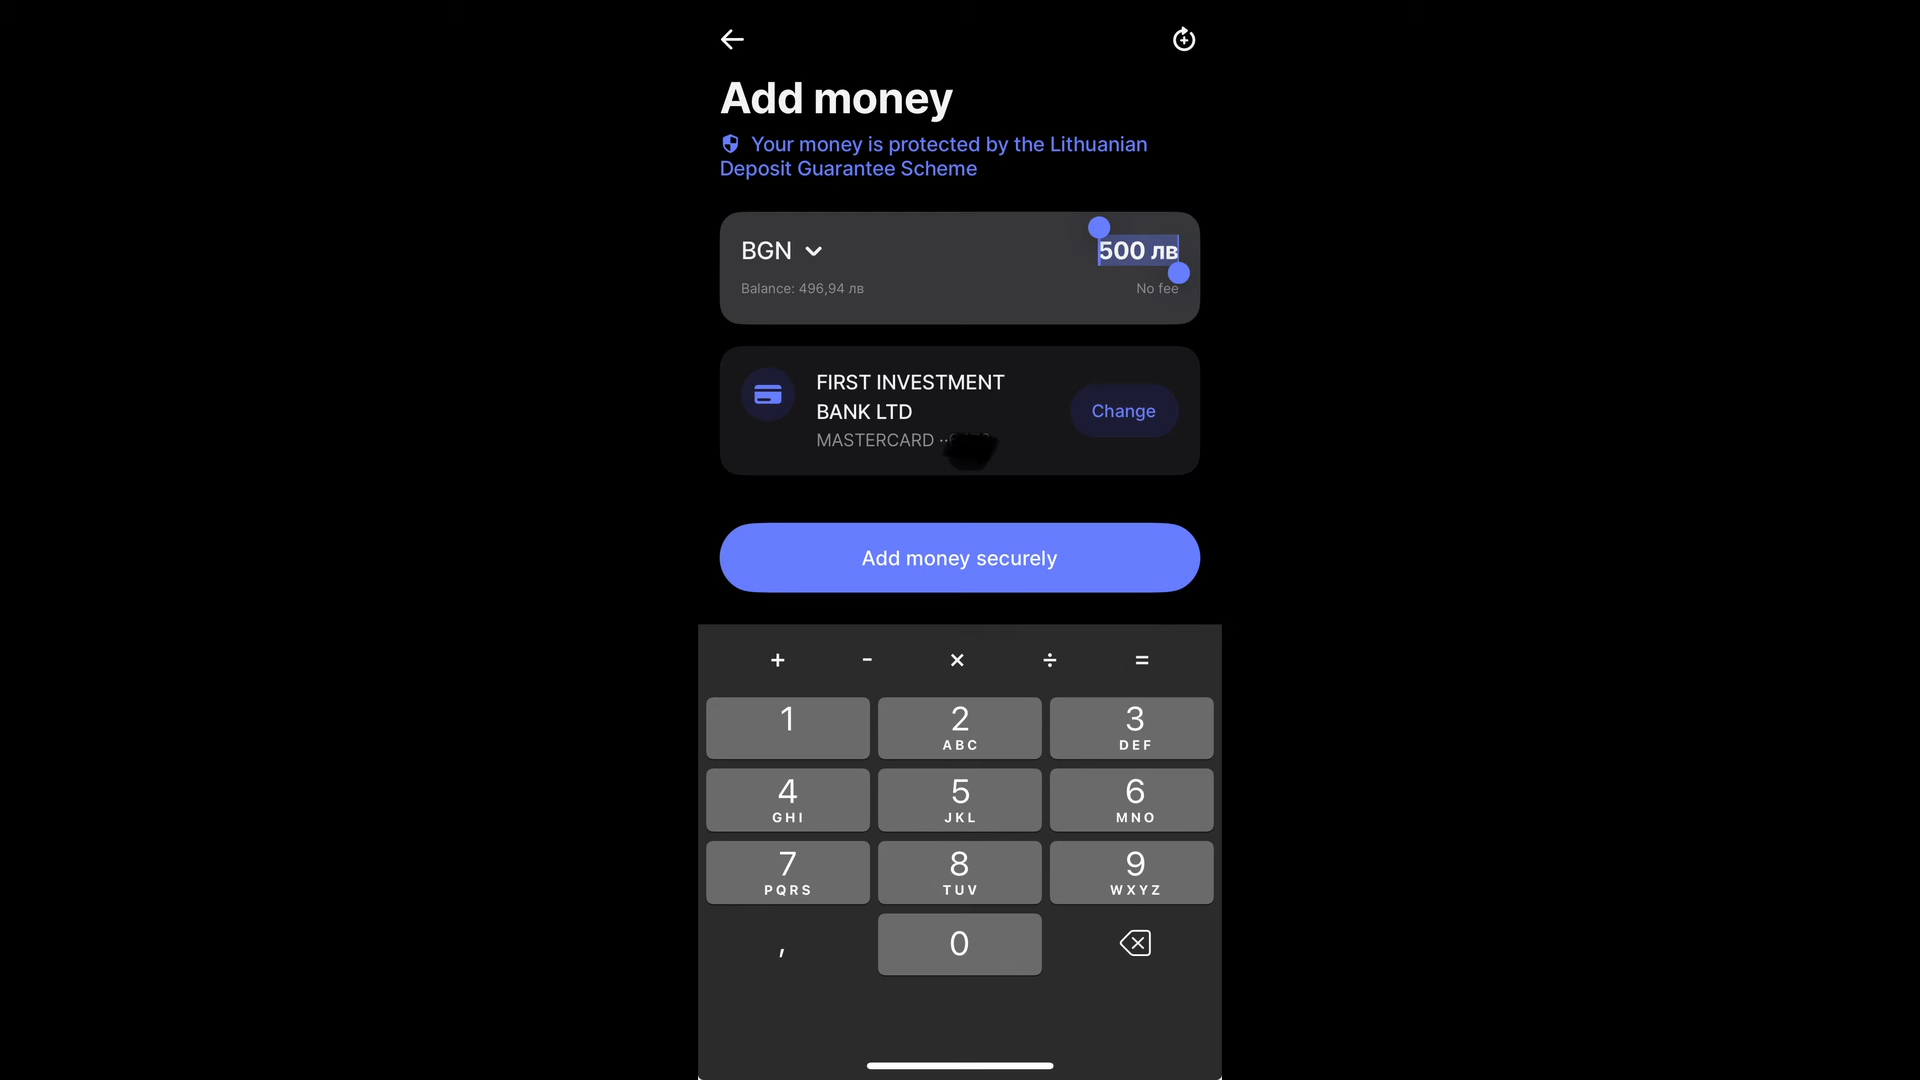 Add money
Your money is protected by the Lithuanian
Deposit Guarantee Scheme
BGN 500 лв
Balance: 496,94 лв No fee
FIRST INVESTMENT
BANK LTD
Change
MASTERCARD ··
Add money securely
+ - × ÷ =
1 2 3
ABC DEF
4 5 6
GHI JKL MNO
7 8 9
PQRS TUV WXYZ
, 0